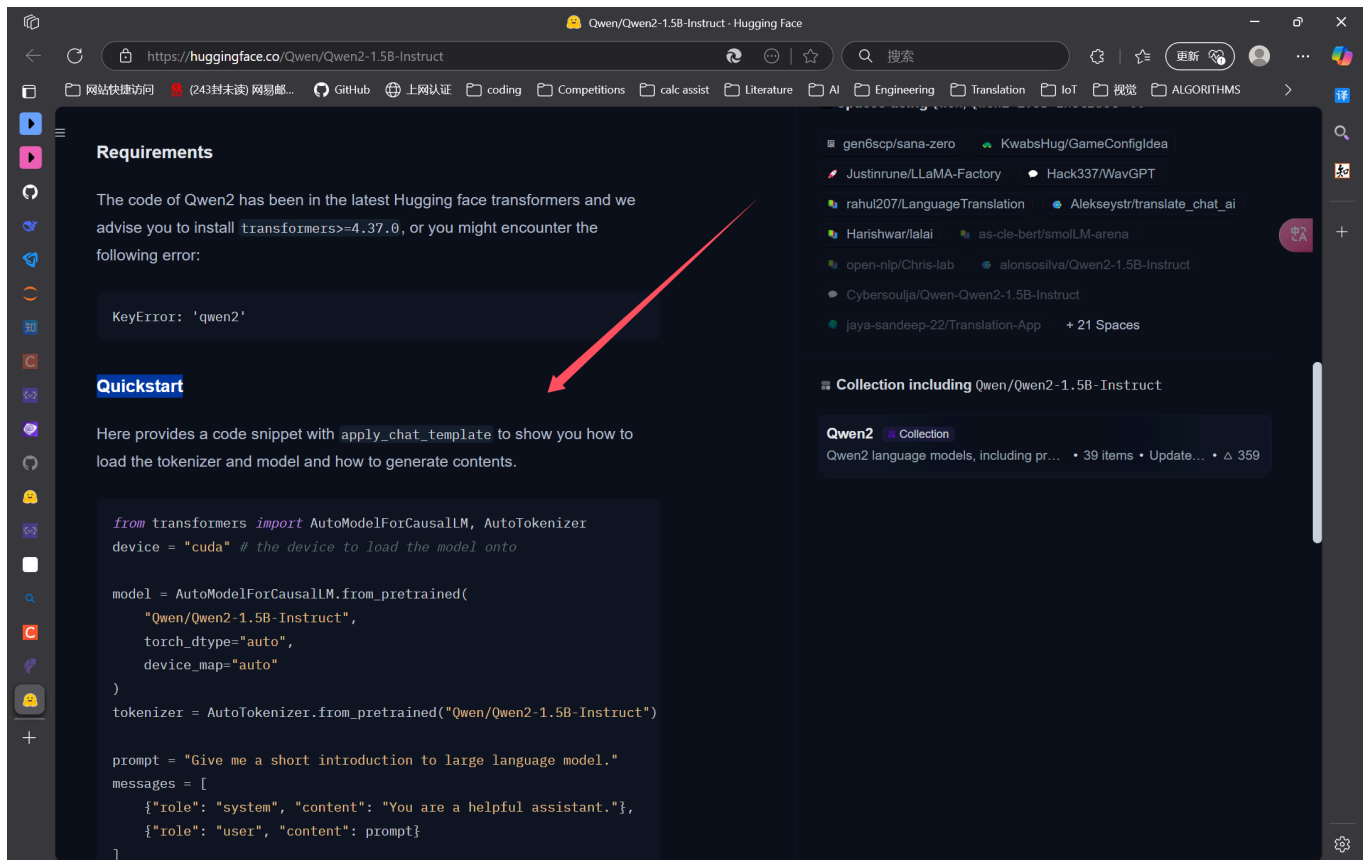 Qwen/Qwen2-1.5B-Instruct · Hugging Face
https://huggingface.co/Qwen/Qwen2-1.5B-Instruct
搜索
更新
网站快捷访问
(243封未读) 网易邮...
GitHub
上网认证
coding
Competitions
calc assist
Literature
AI
Engineering
Translation
IoT
视觉
ALGORITHMS
译
知
知
C
C
中A
Requirements
The code of Qwen2 has been in the latest Hugging face transformers and we
advise you to install transformers>=4.37.0, or you might encounter the
following error:
KeyError: 'qwen2'
Quickstart
Here provides a code snippet with apply_chat_template to show you how to
load the tokenizer and model and how to generate contents.
from transformers import AutoModelForCausalLM, AutoTokenizer
device = "cuda" # the device to load the model onto
model = AutoModelForCausalLM.from_pretrained(
"Qwen/Qwen2-1.5B-Instruct",
torch_dtype="auto",
device_map="auto"
)
tokenizer = AutoTokenizer.from_pretrained("Qwen/Qwen2-1.5B-Instruct")
prompt = "Give me a short introduction to large language model."
messages = [
{"role": "system", "content": "You are a helpful assistant."},
{"role": "user", "content": prompt}
]
gen6scp/sana-zero
KwabsHug/GameConfigIdea
Justinrune/LLaMA-Factory
Hack337/WavGPT
rahul207/LanguageTranslation
Alekseystr/translate_chat_ai
Harishwar/lalai
as-cle-bert/smolLM-arena
open-nlp/Chris-lab
alonsosilva/Qwen2-1.5B-Instruct
Cybersoulja/Qwen-Qwen2-1.5B-Instruct
jaya-sandeep-22/Translation-App
+ 21 Spaces
Collection including Qwen/Qwen2-1.5B-Instruct
Qwen2 Collection
Qwen2 language models, including pr... • 39 items • Update... • △ 359